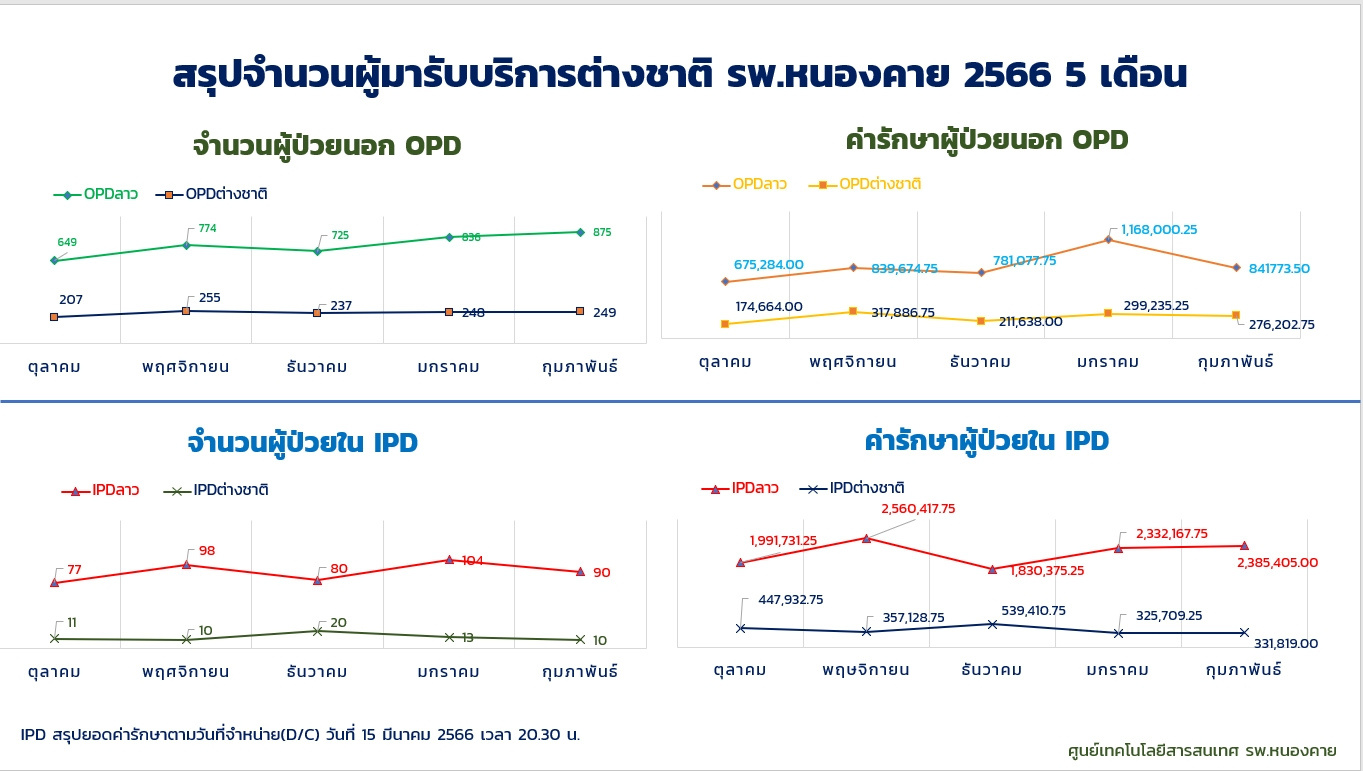 สรุปจำนวนผู้มารับบริการต่างชาติ รพ.หนองคาย 2566 5 เดือน
จำนวนผู้ป่วยนอก OPD
OPDลาว OPDต่างชาติ
649 774 725 836 875
207 255 237 248 249
ตุลาคม พฤศจิกายน ธันวาคม มกราคม กุมภาพันธ์
ค่ารักษาผู้ป่วยนอก OPD
OPDลาว OPDต่างชาติ
675,284.00 839,674.75 781,077.75 1,168,000.25 841773.50
174,664.00 317,886.75 211,638.00 299,235.25 276,202.75
ตุลาคม พฤศจิกายน ธันวาคม มกราคม กุมภาพันธ์
จำนวนผู้ป่วยใน IPD
IPDลาว IPDต่างชาติ
77 98 80 104 90
11 10 20 13 10
ตุลาคม พฤศจิกายน ธันวาคม มกราคม กุมภาพันธ์
ค่ารักษาผู้ป่วยใน IPD
IPDลาว IPDต่างชาติ
1,991,731.25 2,560,417.75 1,830,375.25 2,332,167.75 2,385,405.00
447,932.75 357,128.75 539,410.75 325,709.25 331,819.00
ตุลาคม พฤษจิกายน ธันวาคม มกราคม กุมภาพันธ์
IPD สรุปยอดค่ารักษาตามวันที่จำหน่าย(D/C) วันที่ 15 มีนาคม 2566 เวลา 20.30 น.
ศูนย์เทคโนโลยีสารสนเทศ รพ.หนองคาย